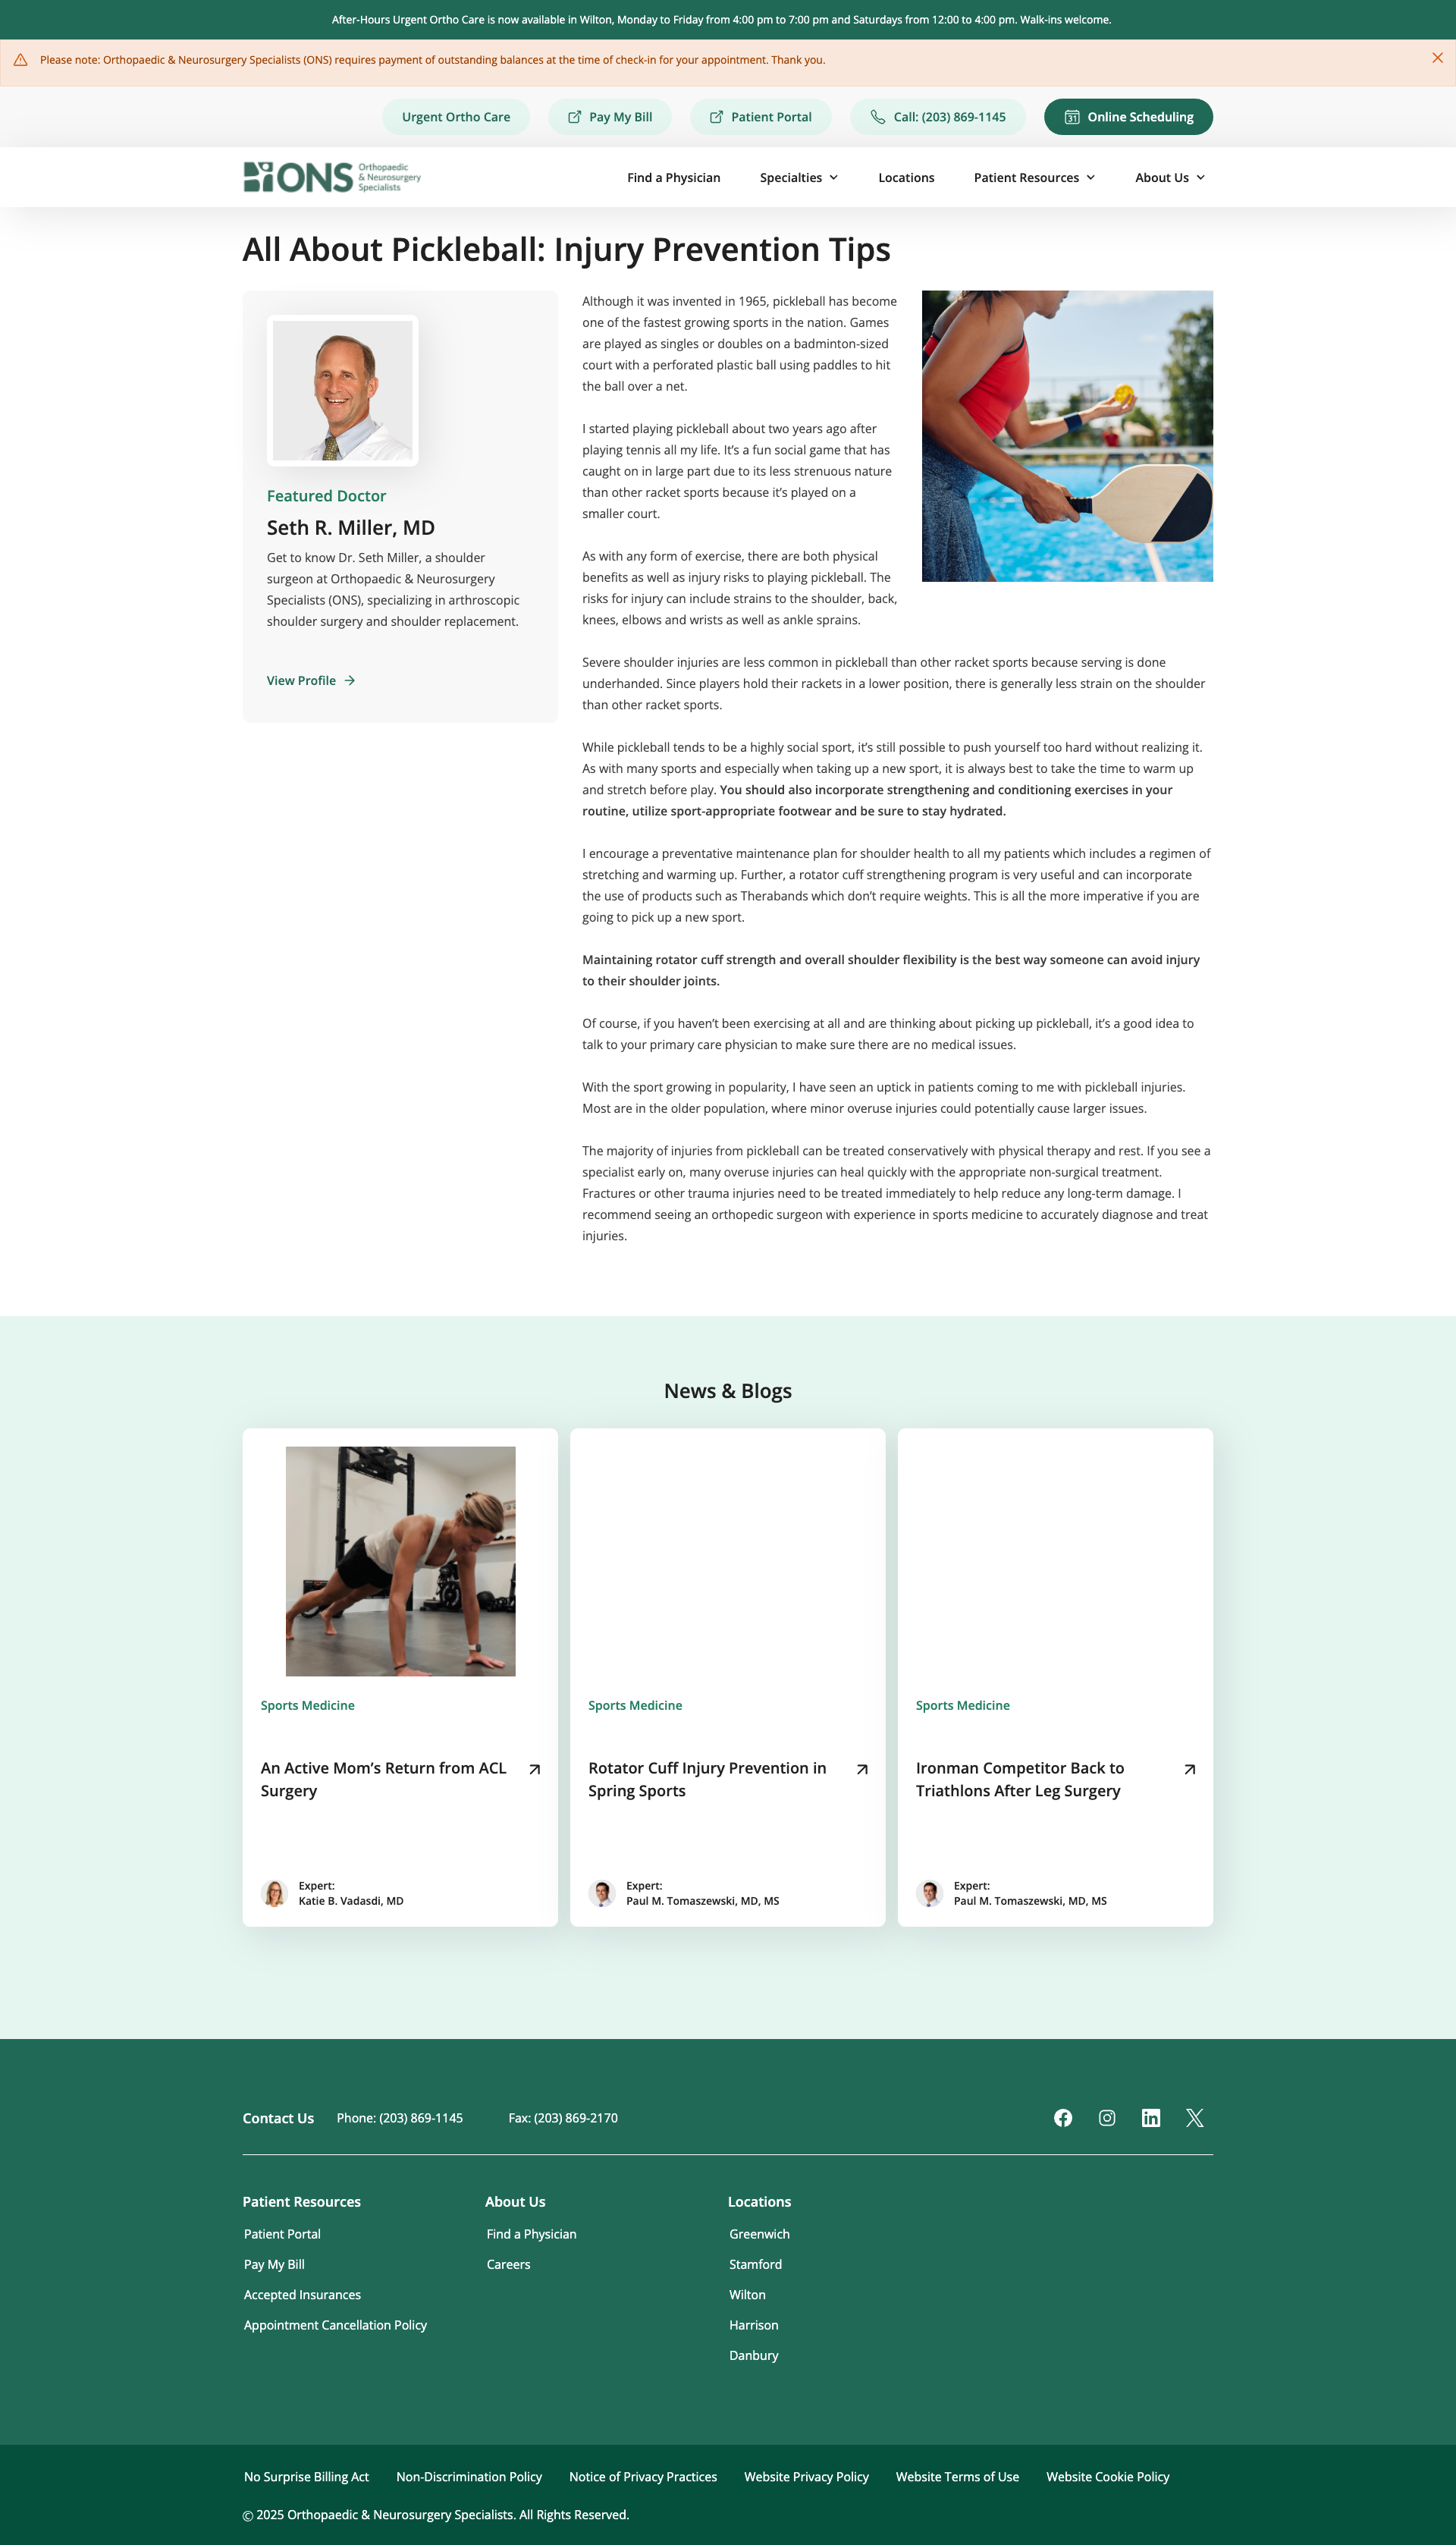 After-Hours Urgent Ortho Care is now available in Wilton, Monday to Friday from 4:00 pm to 7:00 pm and Saturdays from 12:00 to 4:00 pm. Walk-ins welcome.
Please note: Orthopaedic & Neurosurgery Specialists (ONS) requires payment of outstanding balances at the time of check-in for your appointment. Thank you.
Urgent Ortho Care
Pay My Bill
Patient Portal
Call: (203) 869-1145
31
Online Scheduling
ONS
Orthopaedic
& Neurosurgery
Specialists
Find a Physician
Specialties
Locations
Patient Resources
About Us
All About Pickleball: Injury Prevention Tips
Featured Doctor
Seth R. Miller, MD
Get to know Dr. Seth Miller, a shoulder
surgeon at Orthopaedic & Neurosurgery
Specialists (ONS), specializing in arthroscopic
shoulder surgery and shoulder replacement.
View Profile
Although it was invented in 1965, pickleball has become
one of the fastest growing sports in the nation. Games
are played as singles or doubles on a badminton-sized
court with a perforated plastic ball using paddles to hit
the ball over a net.
I started playing pickleball about two years ago after
playing tennis all my life. It’s a fun social game that has
caught on in large part due to its less strenuous nature
than other racket sports because it’s played on a
smaller court.
As with any form of exercise, there are both physical
benefits as well as injury risks to playing pickleball. The
risks for injury can include strains to the shoulder, back,
knees, elbows and wrists as well as ankle sprains.
Severe shoulder injuries are less common in pickleball than other racket sports because serving is done
underhanded. Since players hold their rackets in a lower position, there is generally less strain on the shoulder
than other racket sports.
While pickleball tends to be a highly social sport, it’s still possible to push yourself too hard without realizing it.
As with many sports and especially when taking up a new sport, it is always best to take the time to warm up
and stretch before play. You should also incorporate strengthening and conditioning exercises in your
routine, utilize sport-appropriate footwear and be sure to stay hydrated.
I encourage a preventative maintenance plan for shoulder health to all my patients which includes a regimen of
stretching and warming up. Further, a rotator cuff strengthening program is very useful and can incorporate
the use of products such as Therabands which don’t require weights. This is all the more imperative if you are
going to pick up a new sport.
Maintaining rotator cuff strength and overall shoulder flexibility is the best way someone can avoid injury
to their shoulder joints.
Of course, if you haven’t been exercising at all and are thinking about picking up pickleball, it’s a good idea to
talk to your primary care physician to make sure there are no medical issues.
With the sport growing in popularity, I have seen an uptick in patients coming to me with pickleball injuries.
Most are in the older population, where minor overuse injuries could potentially cause larger issues.
The majority of injuries from pickleball can be treated conservatively with physical therapy and rest. If you see a
specialist early on, many overuse injuries can heal quickly with the appropriate non-surgical treatment.
Fractures or other trauma injuries need to be treated immediately to help reduce any long-term damage. I
recommend seeing an orthopedic surgeon with experience in sports medicine to accurately diagnose and treat
injuries.
News & Blogs
Sports Medicine
An Active Mom’s Return from ACL
Surgery
Expert:
Katie B. Vadasdi, MD
Sports Medicine
Rotator Cuff Injury Prevention in
Spring Sports
Expert:
Paul M. Tomaszewski, MD, MS
Sports Medicine
Ironman Competitor Back to
Triathlons After Leg Surgery
Expert:
Paul M. Tomaszewski, MD, MS
Contact Us
Phone: (203) 869-1145
Fax: (203) 869-2170
Patient Resources
Patient Portal
Pay My Bill
Accepted Insurances
Appointment Cancellation Policy
About Us
Find a Physician
Careers
Locations
Greenwich
Stamford
Wilton
Harrison
Danbury
No Surprise Billing Act
Non-Discrimination Policy
Notice of Privacy Practices
Website Privacy Policy
Website Terms of Use
Website Cookie Policy
© 2025 Orthopaedic & Neurosurgery Specialists. All Rights Reserved.